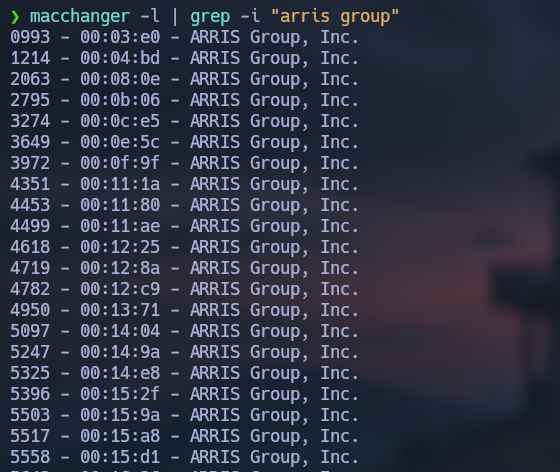 ❯ macchanger -l | grep -i "arris group"
0993 - 00:03:e0 - ARRIS Group, Inc.
1214 - 00:04:bd - ARRIS Group, Inc.
2063 - 00:08:0e - ARRIS Group, Inc.
2795 - 00:0b:06 - ARRIS Group, Inc.
3274 - 00:0c:e5 - ARRIS Group, Inc.
3649 - 00:0e:5c - ARRIS Group, Inc.
3972 - 00:0f:9f - ARRIS Group, Inc.
4351 - 00:11:1a - ARRIS Group, Inc.
4453 - 00:11:80 - ARRIS Group, Inc.
4499 - 00:11:ae - ARRIS Group, Inc.
4618 - 00:12:25 - ARRIS Group, Inc.
4719 - 00:12:8a - ARRIS Group, Inc.
4782 - 00:12:c9 - ARRIS Group, Inc.
4950 - 00:13:71 - ARRIS Group, Inc.
5097 - 00:14:04 - ARRIS Group, Inc.
5247 - 00:14:9a - ARRIS Group, Inc.
5325 - 00:14:e8 - ARRIS Group, Inc.
5396 - 00:15:2f - ARRIS Group, Inc.
5503 - 00:15:9a - ARRIS Group, Inc.
5517 - 00:15:a8 - ARRIS Group, Inc.
5558 - 00:15:d1 - ARRIS Group, Inc.